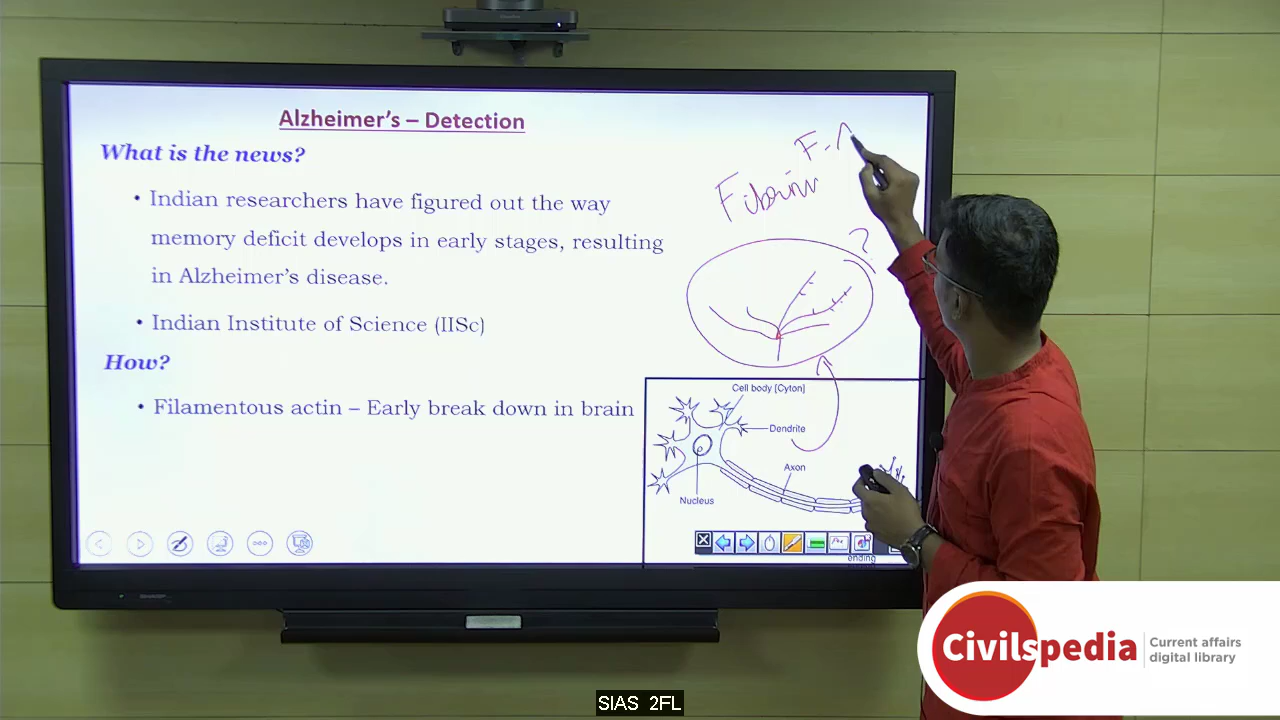 Alzheimer's – Detection
What is the news?
• Indian researchers have figured out the way
memory deficit develops in early stages, resulting
in Alzheimer's disease.
• Indian Institute of Science (IISc)
How?
• Filamentous actin – Early break down in brain
F-
?
Cell body [Cyton]
Dendrite
Axon
Nucleus
ending
SHARP
Civilspedia
Current affairs
digital library
SIAS 2FL